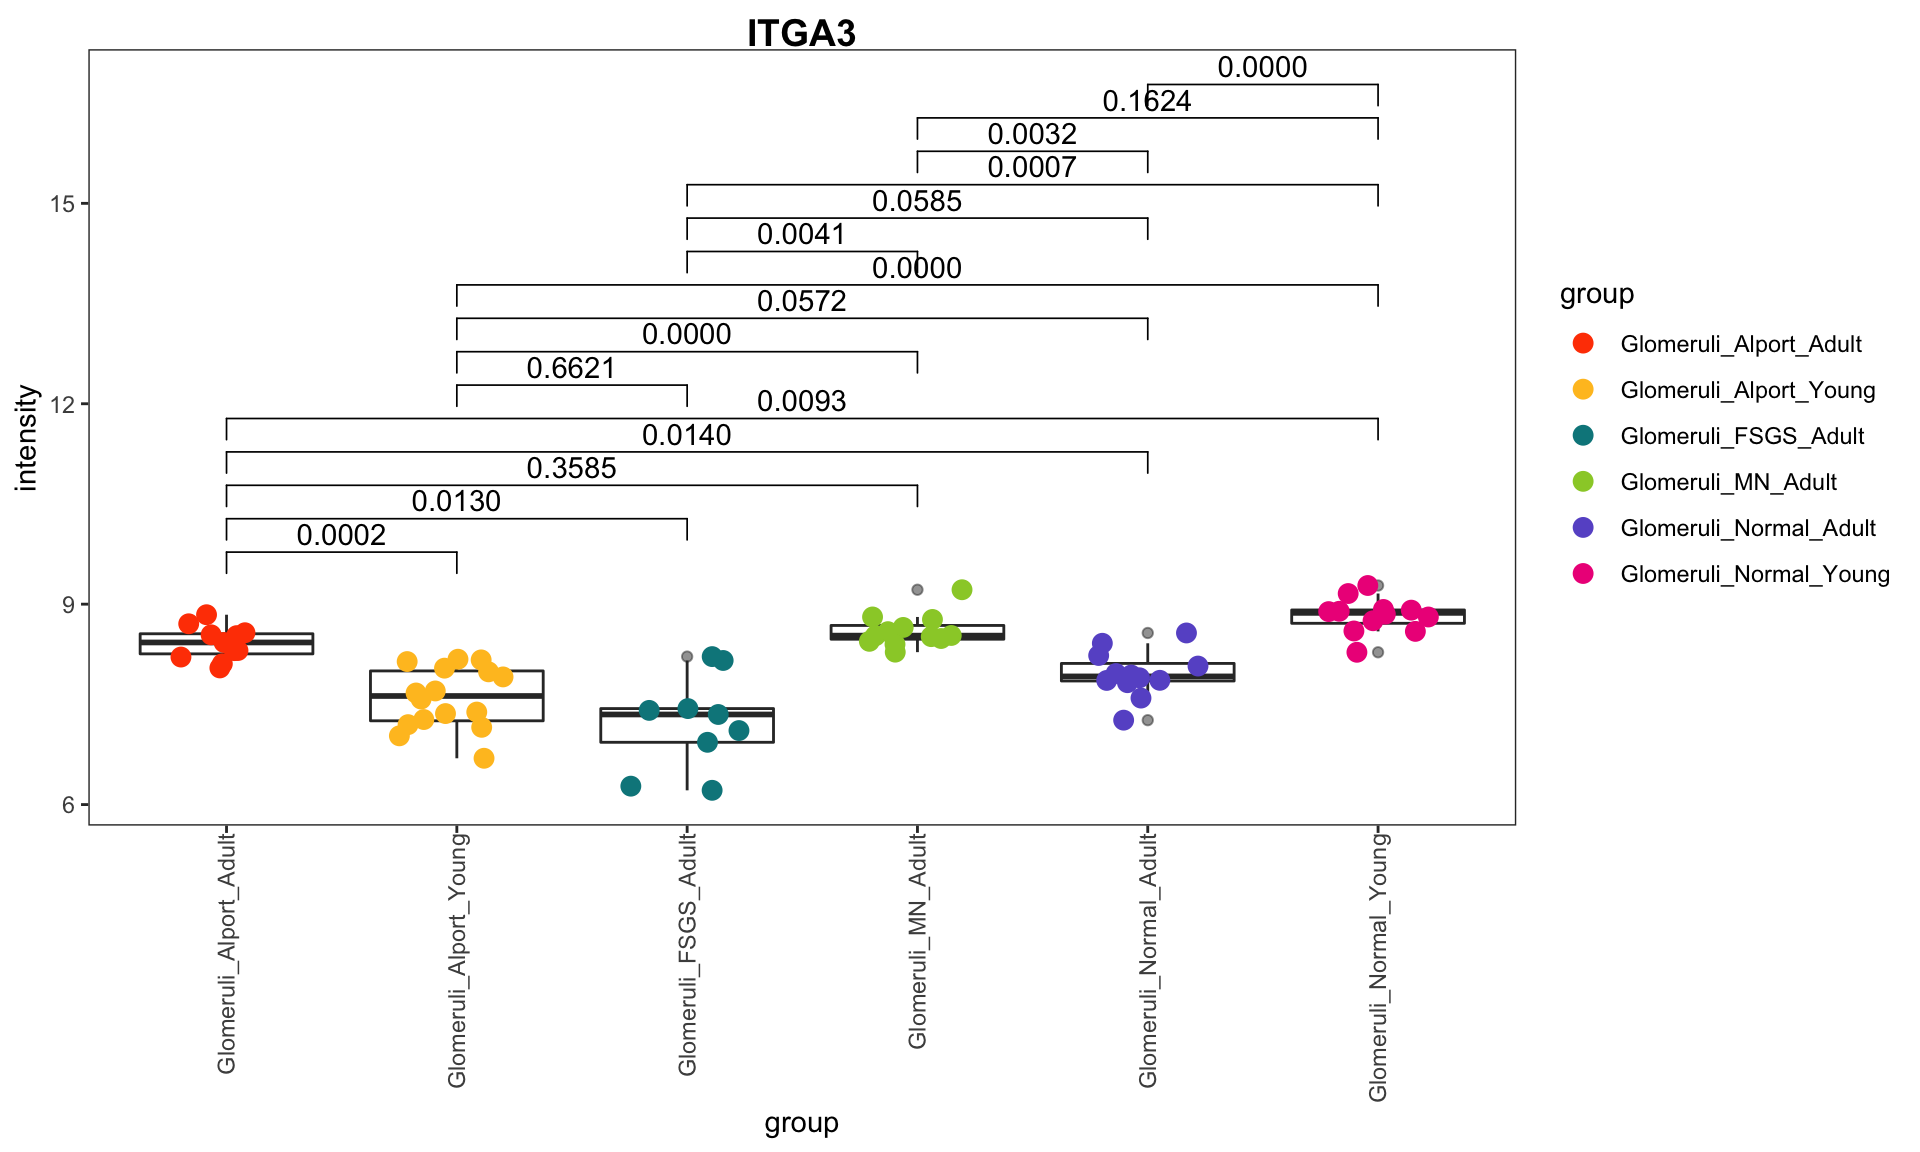 ITGA3
0.0000
0.1624
0.0032
0.0007
0.0585
0.0041
0.0000
0.0572
0.0000
0.6621
0.0093
0.0140
0.3585
0.0130
0.0002
intensity
15
12
9
6
Glomeruli_Alport_Adult
Glomeruli_Alport_Young
Glomeruli_FSGS_Adult
Glomeruli_MN_Adult
Glomeruli_Normal_Adult
Glomeruli_Normal_Young
group
group
Glomeruli_Alport_Adult
Glomeruli_Alport_Young
Glomeruli_FSGS_Adult
Glomeruli_MN_Adult
Glomeruli_Normal_Adult
Glomeruli_Normal_Young